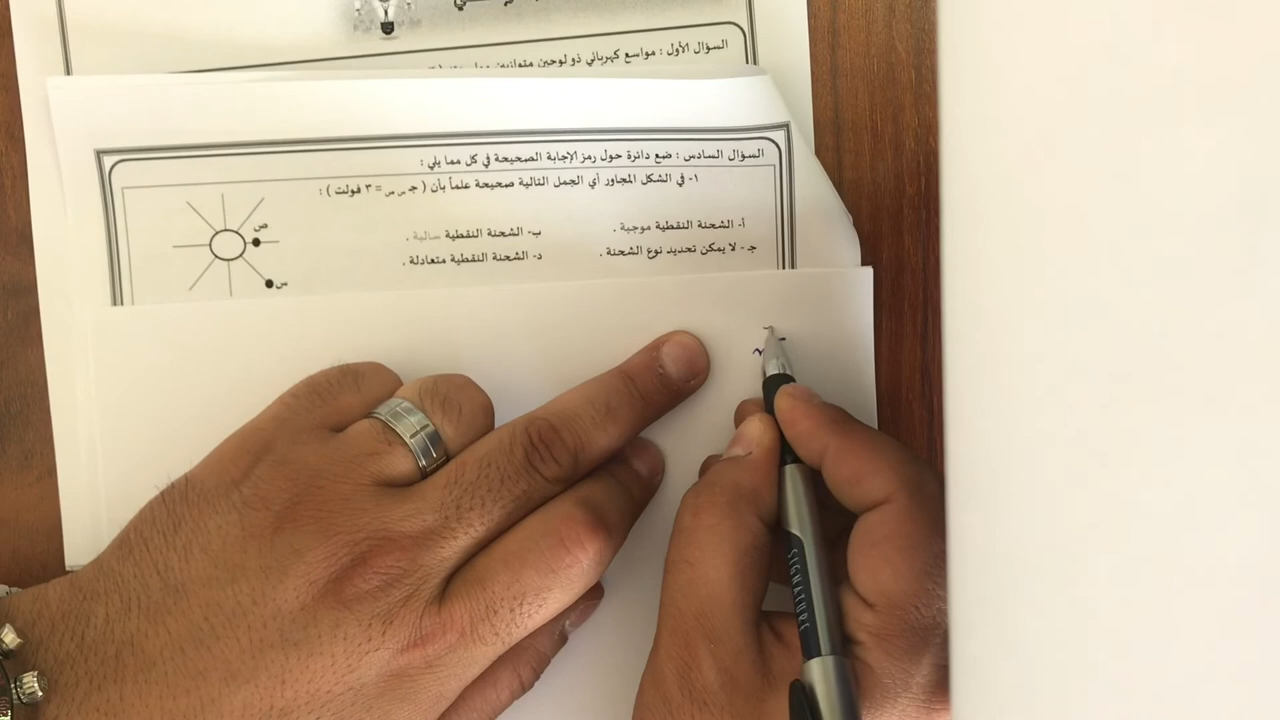 السؤال الأول : مواسع كهربائي ذو لوحين متوازيين
السؤال السادس : ضع دائرة حول رمز الإجابة الصحيحة في كل مما يلي :
١- في الشكل المجاور أي الجمل التالية صحيحة علماً بأن ( جـ س ص = ٣ فولت ) :
أ- الشحنة النقطية موجبة .
ب- الشحنة النقطية سالبة .
جـ - لا يمكن تحديد نوع الشحنة .
د- الشحنة النقطية متعادلة .
ص
س
SIGNATURE